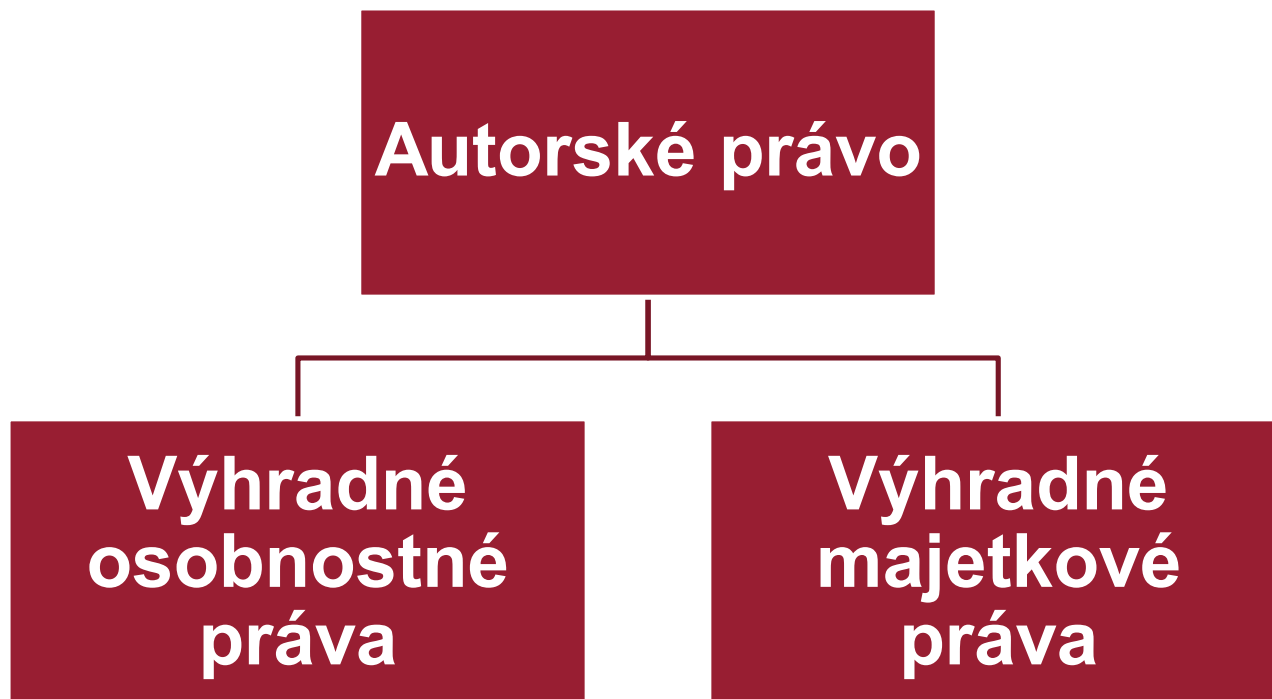 Autorské právo
Výhradné
osobnostné
práva
Výhradné
majetkové
práva